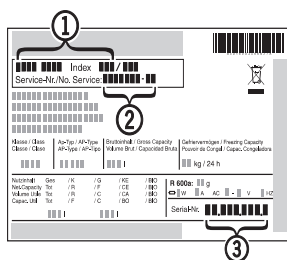 1
Index /
Service-Nr./No. Service: -
2
Klasse / Class
Classe / Clase
Ap-Typ / AP-Type
AP-Type / AP-Tipo
Bruttoinhalt / Gross Capacity
Volume Brut / Capacidad Bruta
Gefriervermögen / Freezing Capacity
Pouvoir de Congel./ Capac. Congeladora
kg / 24 h
Nutzinhalt Ges /K /G /KE /BIO
Net.Capacity Tot /R /F /CE /BIO
Volume Utile Tot /R /C /CA /BIO
Capac. Util Tot /F /C /BO /BIO
l l
R 600a: g
W A AC - V HZ
Serial-Nr.
3